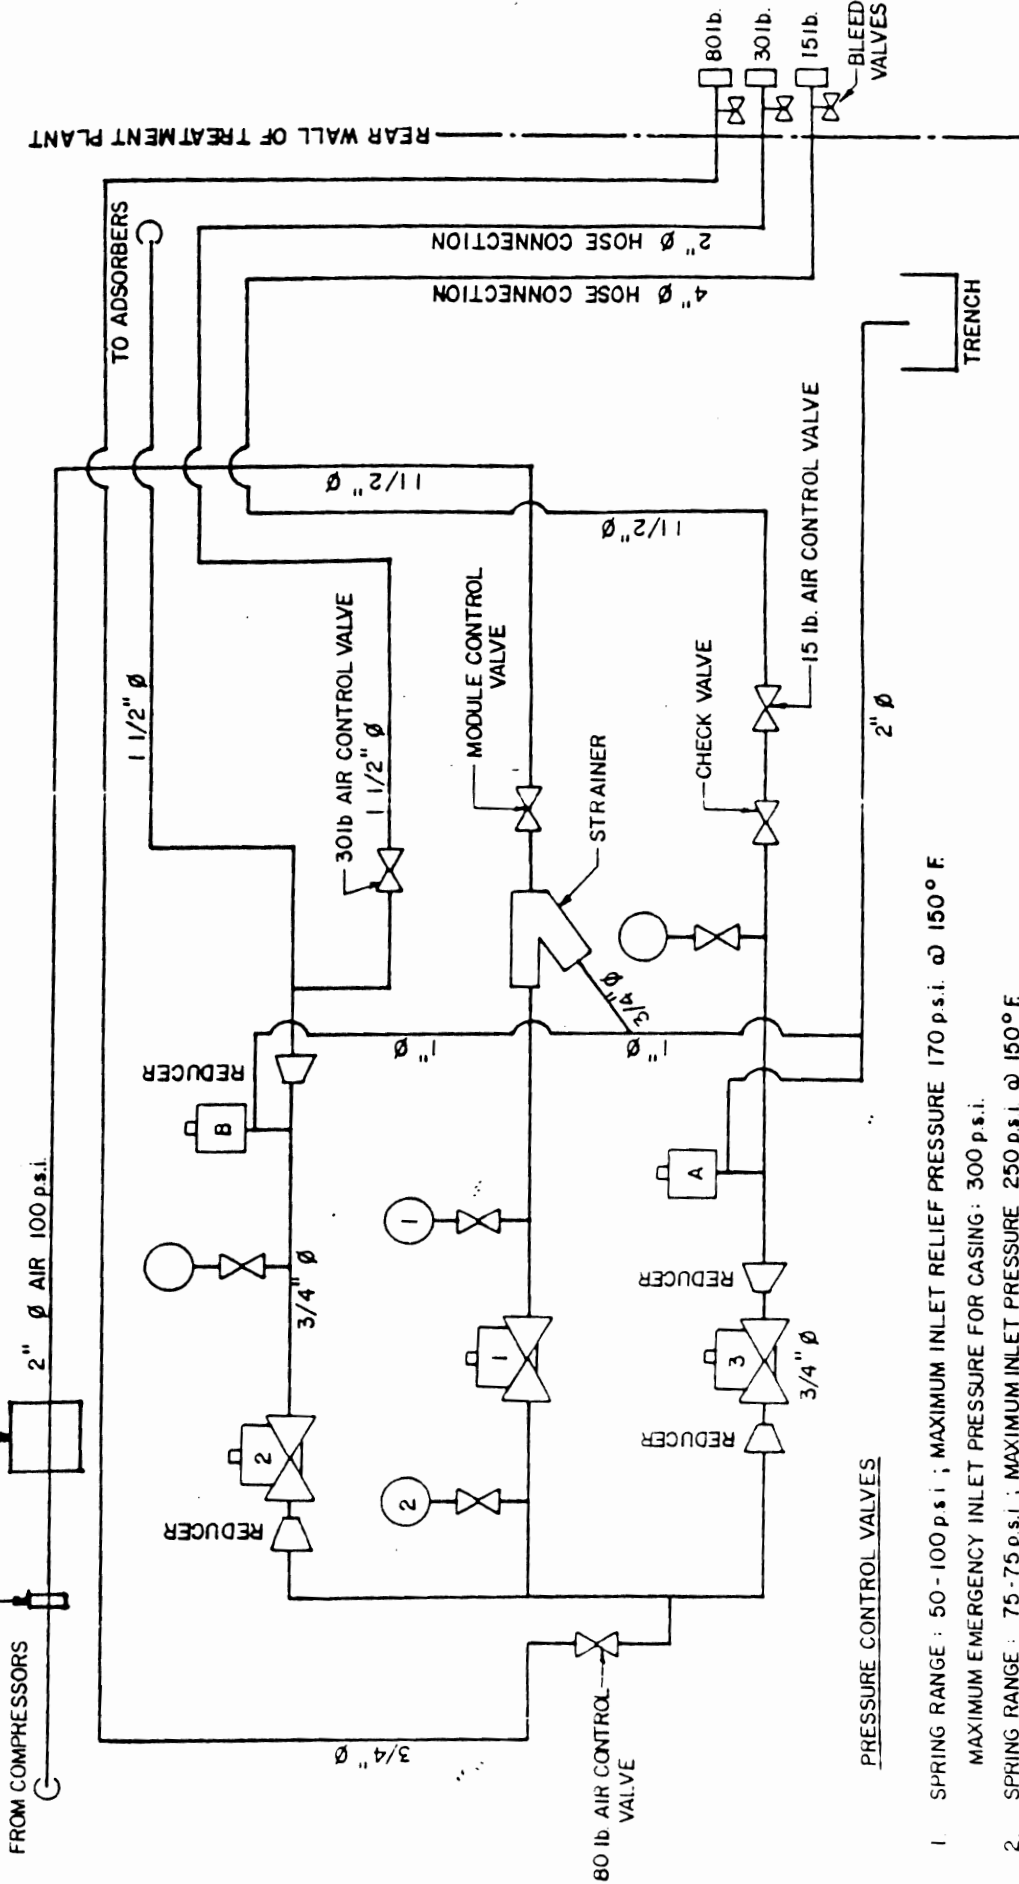 FROM COMPRESSORS
2" Ø AIR 100 p.s.i.
TO ADSORBERS
REAR WALL OF TREATMENT PLANT
80 lb.
30 lb.
15 lb.
BLEED
VALVES
2" Ø HOSE CONNECTION
4" Ø HOSE CONNECTION
1 1/2" Ø
1 1/2" Ø
1 1/2" Ø
30 lb AIR CONTROL VALVE
1 1/2" Ø
MODULE CONTROL
VALVE
STRAINER
CHECK VALVE
15 lb. AIR CONTROL VALVE
TRENCH
2" Ø
REDUCER
B
1" Ø
3/4" Ø
1" Ø
3/4" Ø
1
A
REDUCER
2
1
3
3/4" Ø
REDUCER
2
REDUCER
3/4" Ø
80 lb. AIR CONTROL
VALVE
PRESSURE CONTROL VALVES
1. SPRING RANGE : 50-100 p.s.i ; MAXIMUM INLET RELIEF PRESSURE 170 p.s.i. @ 150° F.
MAXIMUM EMERGENCY INLET PRESSURE FOR CASING : 300 p.s.i.
2. SPRING RANGE : 75-75 p.s.i ; MAXIMUM INLET PRESSURE 250 p.s.i. @ 150° F.